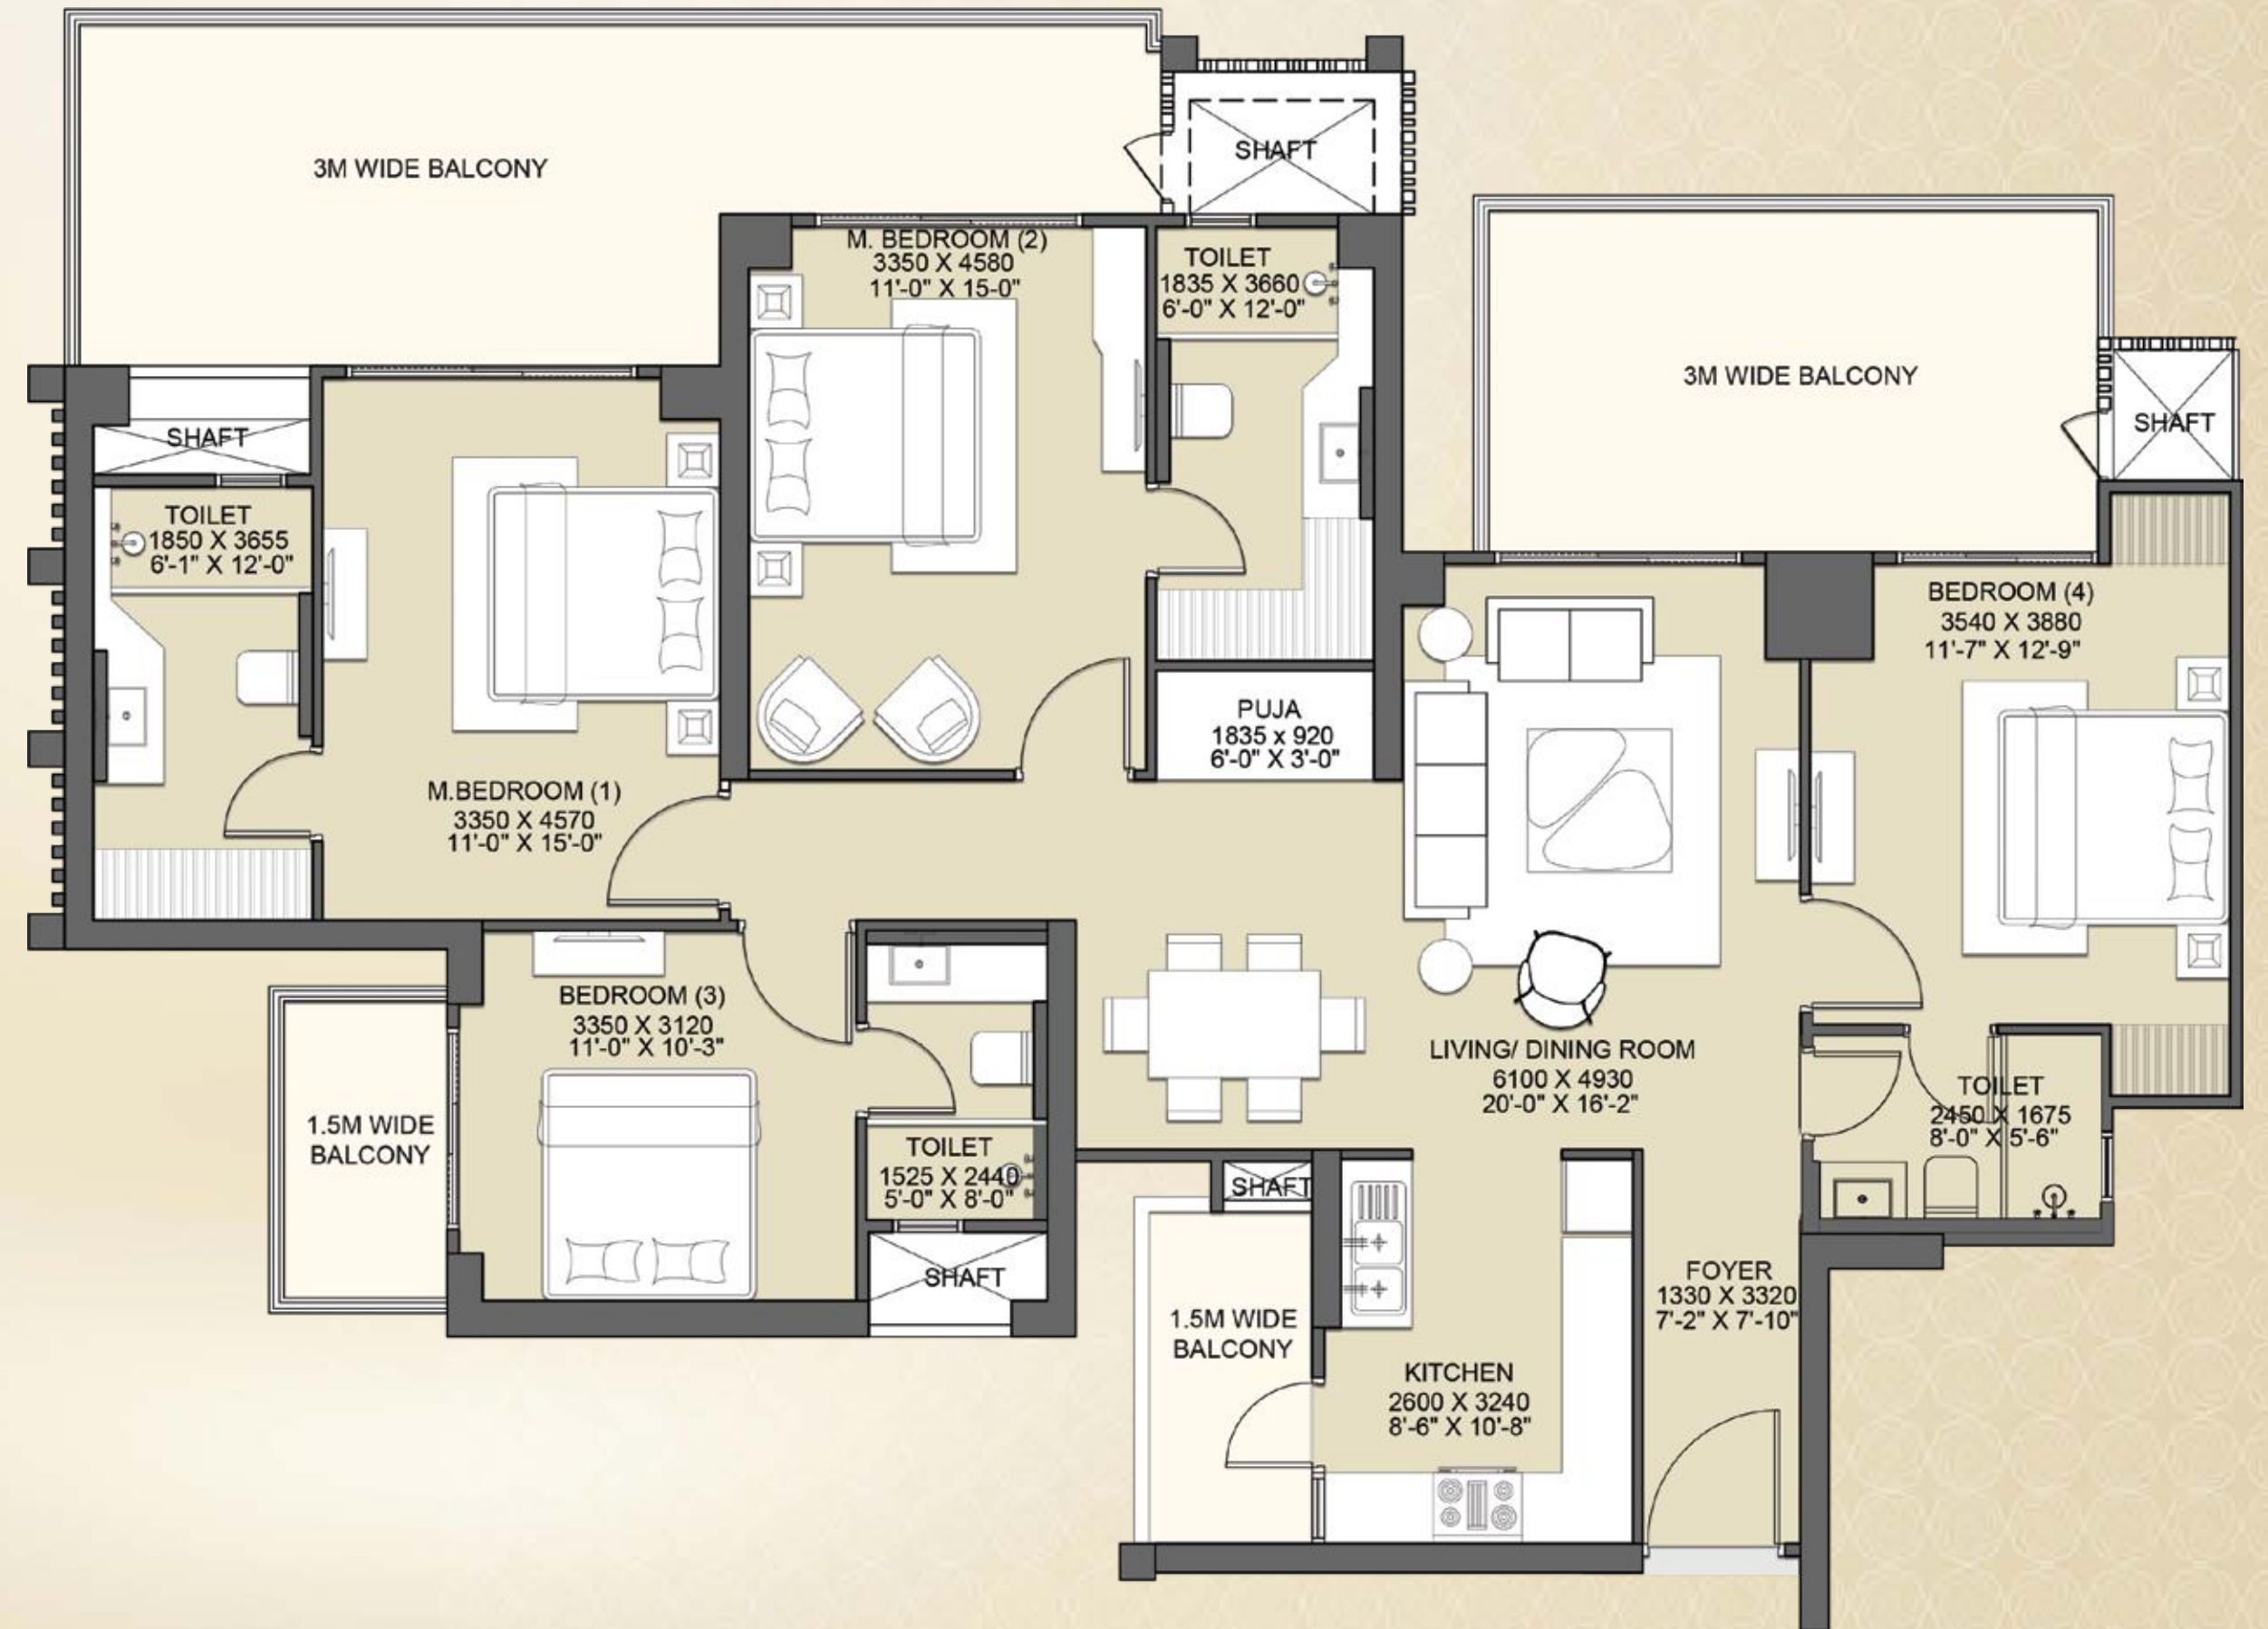 3M WIDE BALCONY
SHAFT
M. BEDROOM (2)
3350 X 4580
11'-0" X 15-0"
TOILET
1835 X 3660
6'-0" X 12'-0"
3M WIDE BALCONY
SHAFT
SHAFT
TOILET
1850 X 3655
6'-1" X 12'-0"
BEDROOM (4)
3540 X 3880
11'-7" X 12'-9"
PUJA
1835 x 920
6'-0" X 3'-0"
M.BEDROOM (1)
3350 X 4570
11'-0" X 15'-0"
BEDROOM (3)
3350 X 3120
11'-0" X 10'-3"
LIVING/ DINING ROOM
6100 X 4930
20'-0" X 16'-2"
TOILET
2450 X 1675
8'-0" X 5'-6"
1.5M WIDE
BALCONY
TOILET
1525 X 2440
5'-0" X 8'-0"
SHAFT
SHAFT
FOYER
1330 X 3320
7'-2" X 7'-10"
1.5M WIDE
BALCONY
KITCHEN
2600 X 3240
8'-6" X 10'-8"